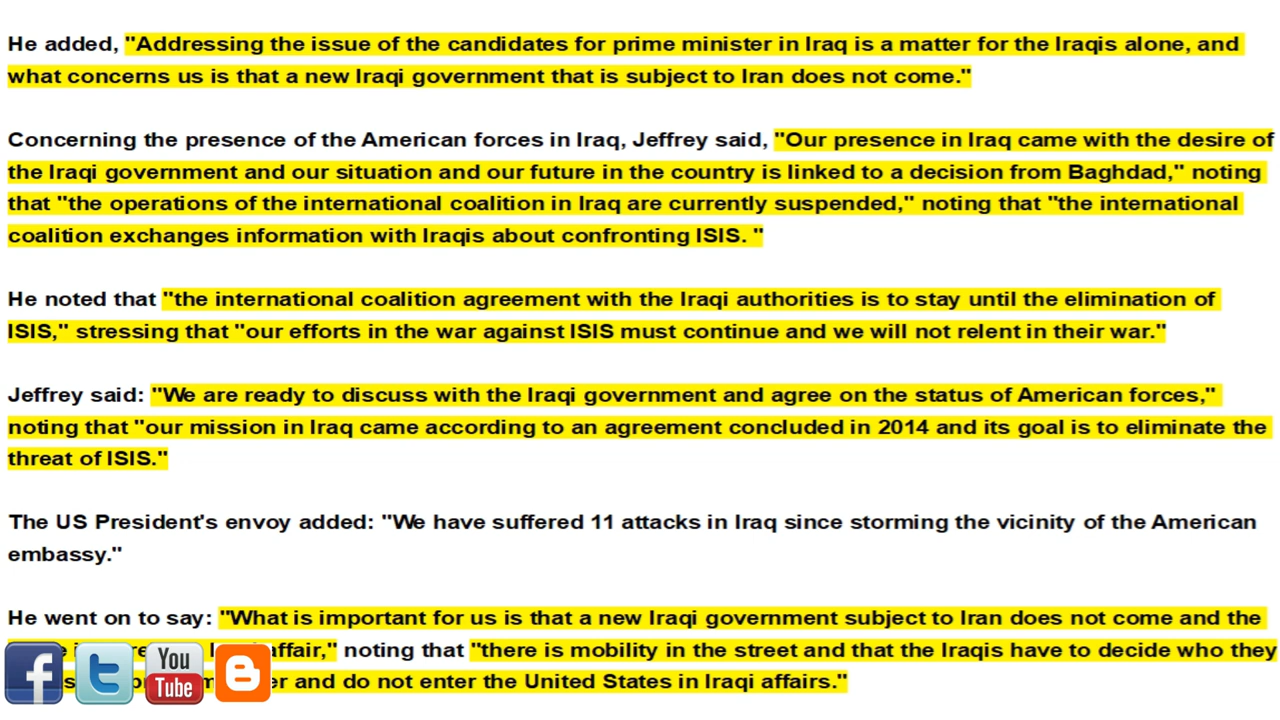 He added, "Addressing the issue of the candidates for prime minister in Iraq is a matter for the Iraqis alone, and
what concerns us is that a new Iraqi government that is subject to Iran does not come."
Concerning the presence of the American forces in Iraq, Jeffrey said, "Our presence in Iraq came with the desire of
the Iraqi government and our situation and our future in the country is linked to a decision from Baghdad," noting
that "the operations of the international coalition in Iraq are currently suspended," noting that "the international
coalition exchanges information with Iraqis about confronting ISIS. "
He noted that "the international coalition agreement with the Iraqi authorities is to stay until the elimination of
ISIS," stressing that "our efforts in the war against ISIS must continue and we will not relent in their war."
Jeffrey said: "We are ready to discuss with the Iraqi government and agree on the status of American forces,"
noting that "our mission in Iraq came according to an agreement concluded in 2014 and its goal is to eliminate the
threat of ISIS."
The US President's envoy added: "We have suffered 11 attacks in Iraq since storming the vicinity of the American
embassy."
He went on to say: "What is important for us is that a new Iraqi government subject to Iran does not come and the
affair," noting that "there is mobility in the street and that the Iraqis have to decide who they
and do not enter the United States in Iraqi affairs."
f t You Tube B